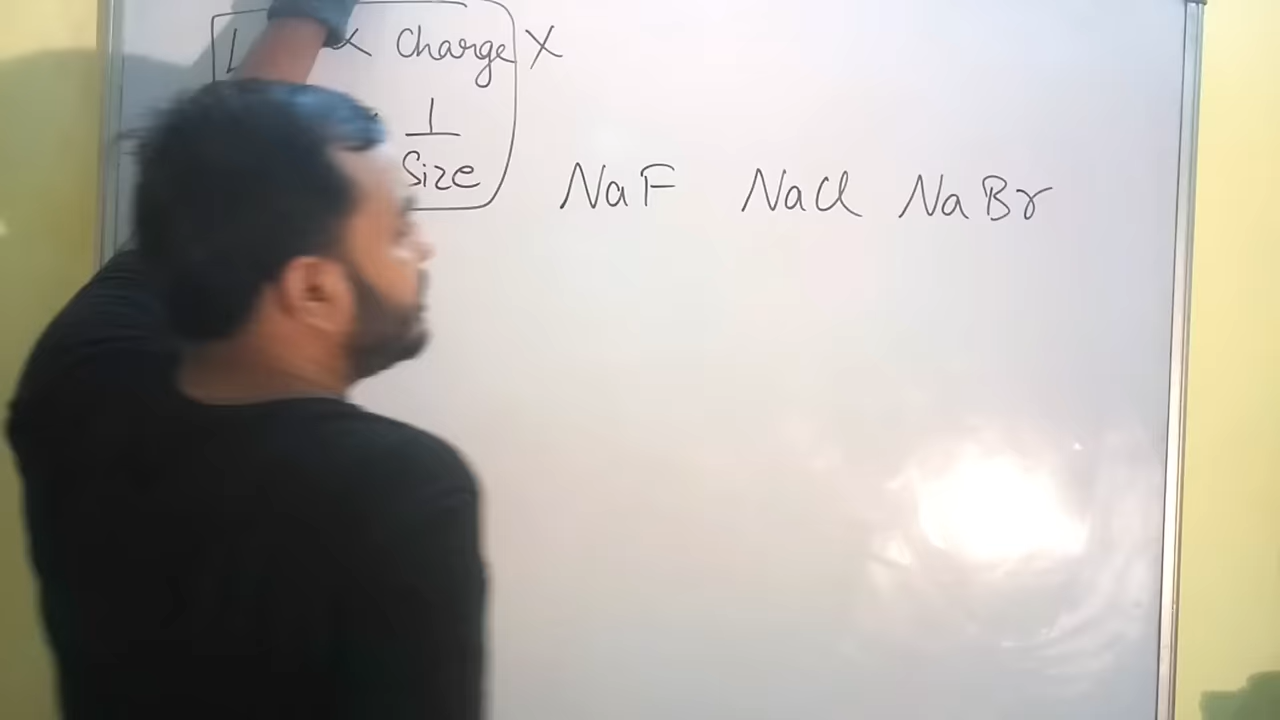 ∝ Charge X
1
Size
NaF NaCl NaBr